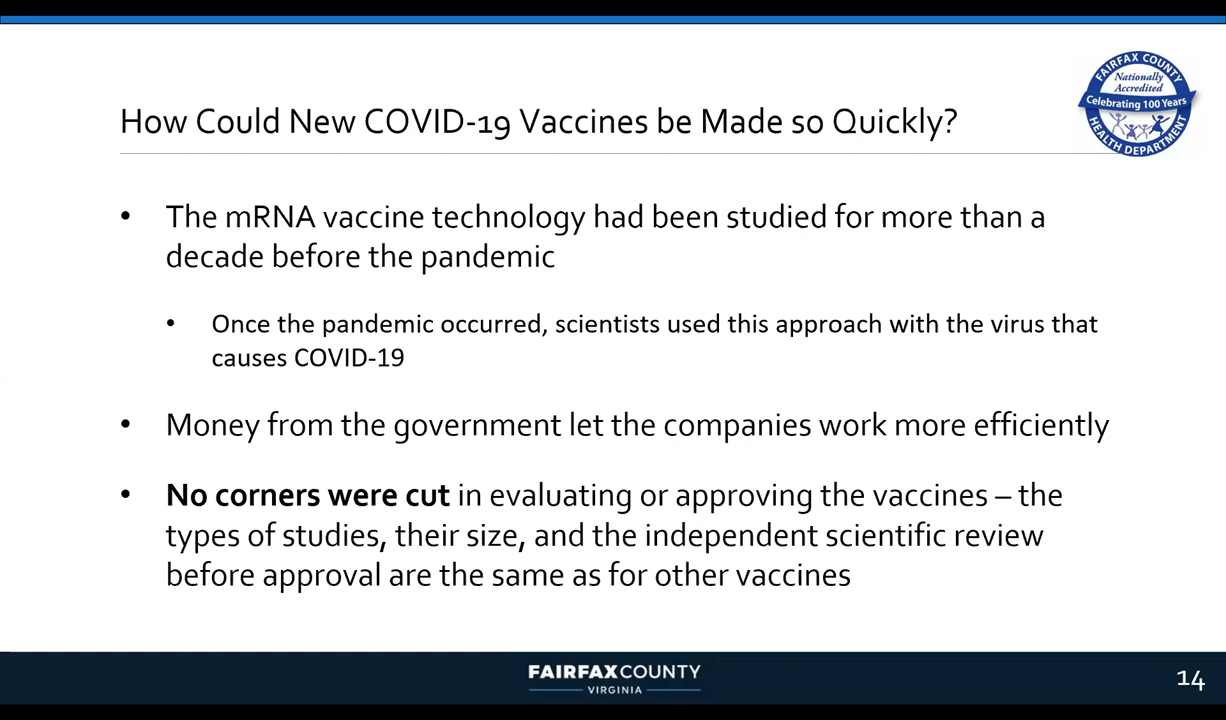 FAIRFAX COUNTY
Nationally
Accredited
Celebrating 100 Years
HEALTH DEPARTMENT
How Could New COVID-19 Vaccines be Made so Quickly?
• The mRNA vaccine technology had been studied for more than a
decade before the pandemic
• Once the pandemic occurred, scientists used this approach with the virus that
causes COVID-19
• Money from the government let the companies work more efficiently
• No corners were cut in evaluating or approving the vaccines – the
types of studies, their size, and the independent scientific review
before approval are the same as for other vaccines
FAIRFAX COUNTY
VIRGINIA
14